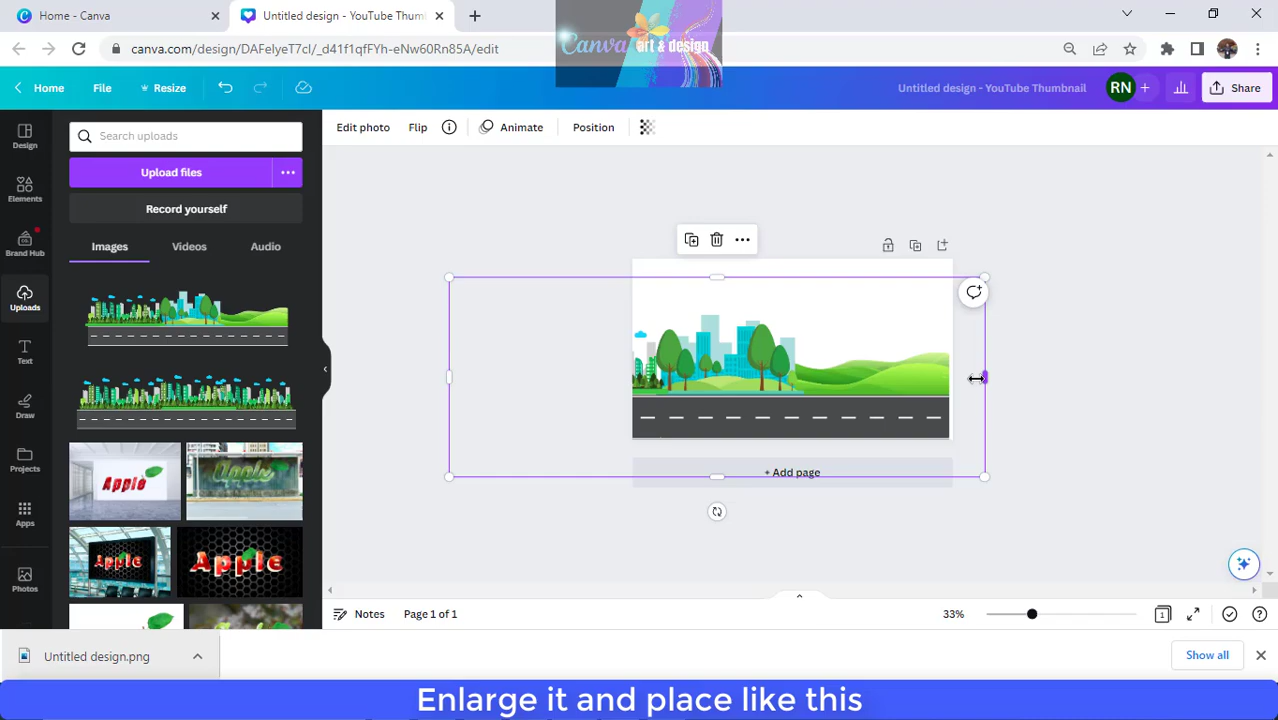 Home - Canva
Untitled design - YouTube Thumbn
canva.com/design/DAFelyeT7cI/_d41f1qfFYh-eNw60Rn85A/edit
Canva art & design
Home
File
Resize
Untitled design - YouTube Thumbnail
RN
Share
Design
Elements
Brand Hub
Uploads
Text
Draw
Projects
Apps
Photos
Search uploads
Upload files
Record yourself
Images
Videos
Audio
Apple
Apple
Apple
Apple
Edit photo
Flip
Animate
Position
+ Add page
Notes
Page 1 of 1
33%
1
Untitled design.png
Show all
Enlarge it and place like this